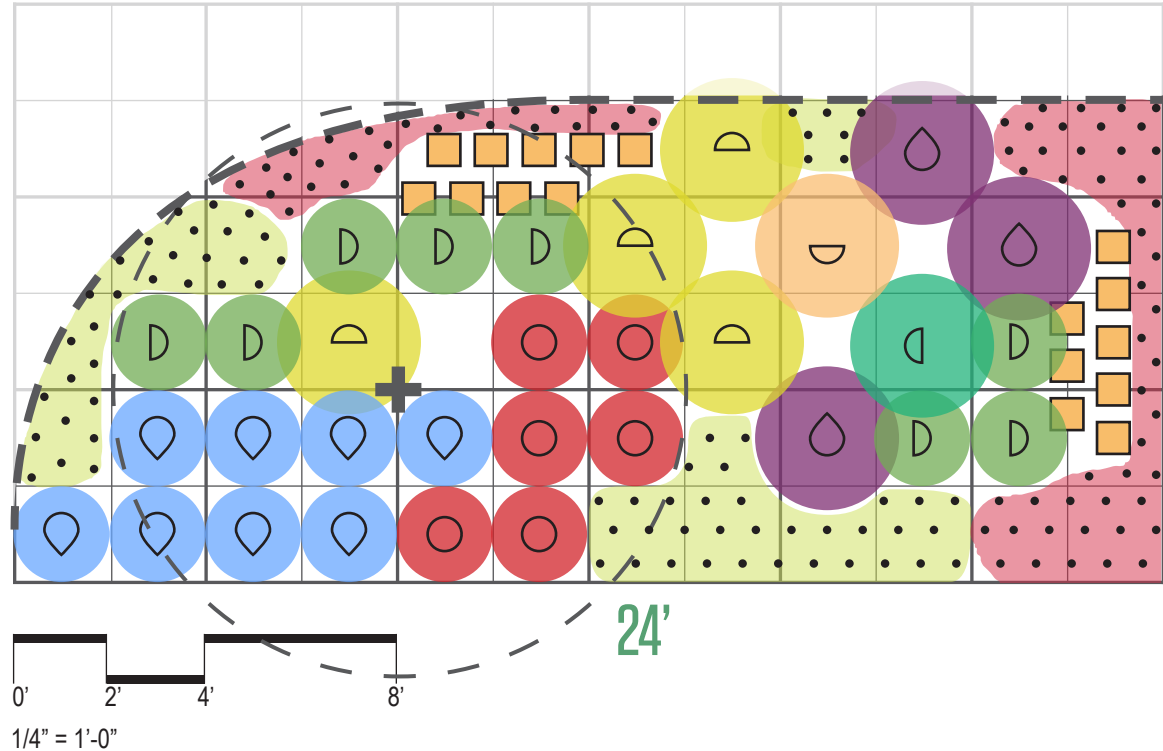 24’
0’ 2’ 4’ 8’
1/4” = 1’-0”